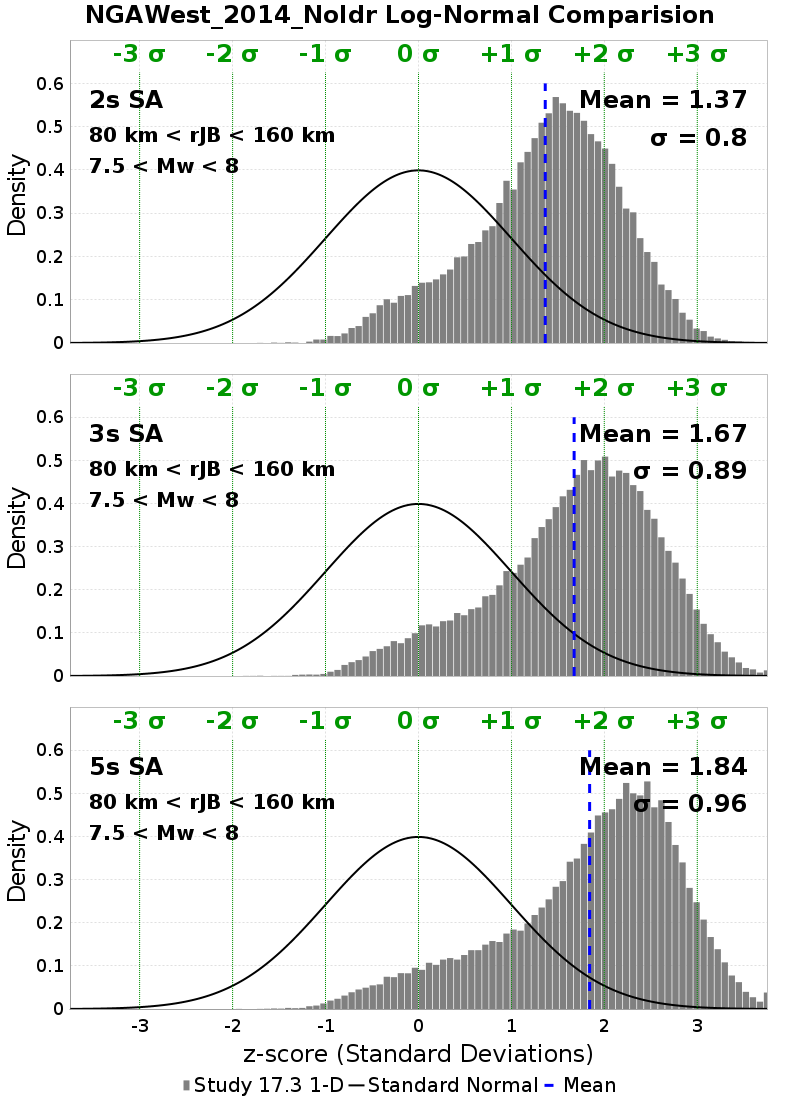 NGAWest_2014_NoIdr Log-Normal Comparision
-3 σ -2 σ -1 σ 0 σ +1 σ +2 σ +3 σ
2s SA
Mean = 1.37
80 km < rJB < 160 km
σ = 0.8
7.5 < Mw < 8
0.6
0.5
0.4
0.3
0.2
0.1
0
Density
-3 σ -2 σ -1 σ 0 σ +1 σ +2 σ +3 σ
3s SA
Mean = 1.67
80 km < rJB < 160 km
σ = 0.89
7.5 < Mw < 8
0.6
0.5
0.4
0.3
0.2
0.1
0
Density
-3 σ -2 σ -1 σ 0 σ +1 σ +2 σ +3 σ
5s SA
Mean = 1.84
80 km < rJB < 160 km
σ = 0.96
7.5 < Mw < 8
0.6
0.5
0.4
0.3
0.2
0.1
0
Density
-3 -2 -1 0 1 2 3
z-score (Standard Deviations)
Study 17.3 1-D Standard Normal Mean